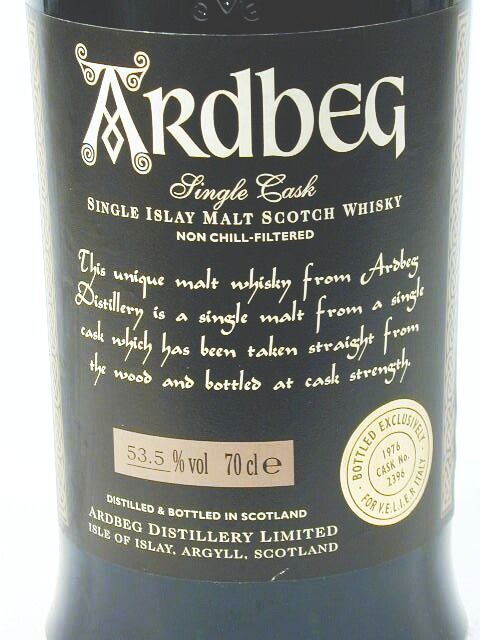 ARDBEG
Single Cask
SINGLE ISLAY MALT SCOTCH WHISKY
NON CHILL-FILTERED
This unique malt whisky from Ardbeg
Distillery is a single malt from a single
cask which has been taken straight from
the wood and bottled at cask strength.
53.5 % vol 70 cl e
BOTTLED EXCLUSIVELY
1976
CASK No.
2396
· FOR V.E.L.I.E.R ITALY ·
DISTILLED & BOTTLED IN SCOTLAND
ARDBEG DISTILLERY LIMITED
ISLE OF ISLAY, ARGYLL, SCOTLAND